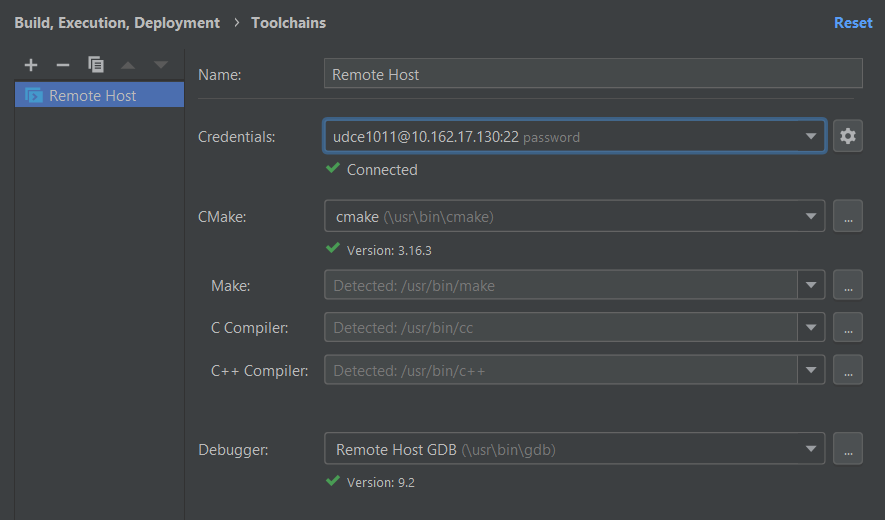 Build, Execution, Deployment › Toolchains Reset
Remote Host
Name: Remote Host
Credentials: udce1011@10.162.17.130:22 password
Connected
CMake: cmake (\usr\bin\cmake) ...
Version: 3.16.3
Make: Detected: /usr/bin/make ...
C Compiler: Detected: /usr/bin/cc ...
C++ Compiler: Detected: /usr/bin/c++ ...
Debugger: Remote Host GDB (\usr\bin\gdb) ...
Version: 9.2